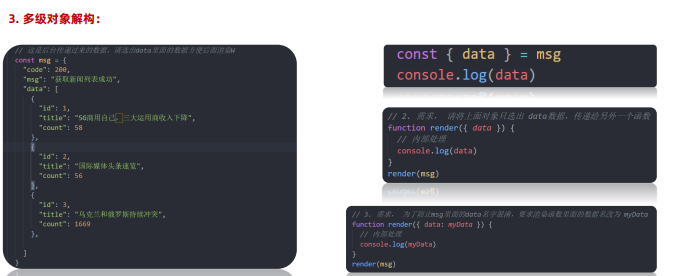 3. 多级对象解构：
// 这是后台传递过来的数据，请选出data里面的数据方便后面渲染
const msg = {
"code": 200,
"msg": "获取新闻列表成功",
"data": [
{
"id": 1,
"title": "5G商用自己，三大运用商收入下降",
"count": 58
},
{
"id": 2,
"title": "国际媒体头条速览",
"count": 56
},
{
"id": 3,
"title": "乌克兰和俄罗斯持续冲突",
"count": 1669
},
]
}
const { data } = msg
console.log(data)
// 2. 需求， 请将上面对象只选出 data数据，传递给另外一个函数
function render({ data }) {
// 内部处理
console.log(data)
}
render(msg)
// 3. 需求， 为了防止msg里面的data名字混淆，要求渲染函数里面的数据名改为 myData
function render({ data: myData }) {
// 内部处理
console.log(myData)
}
render(msg)